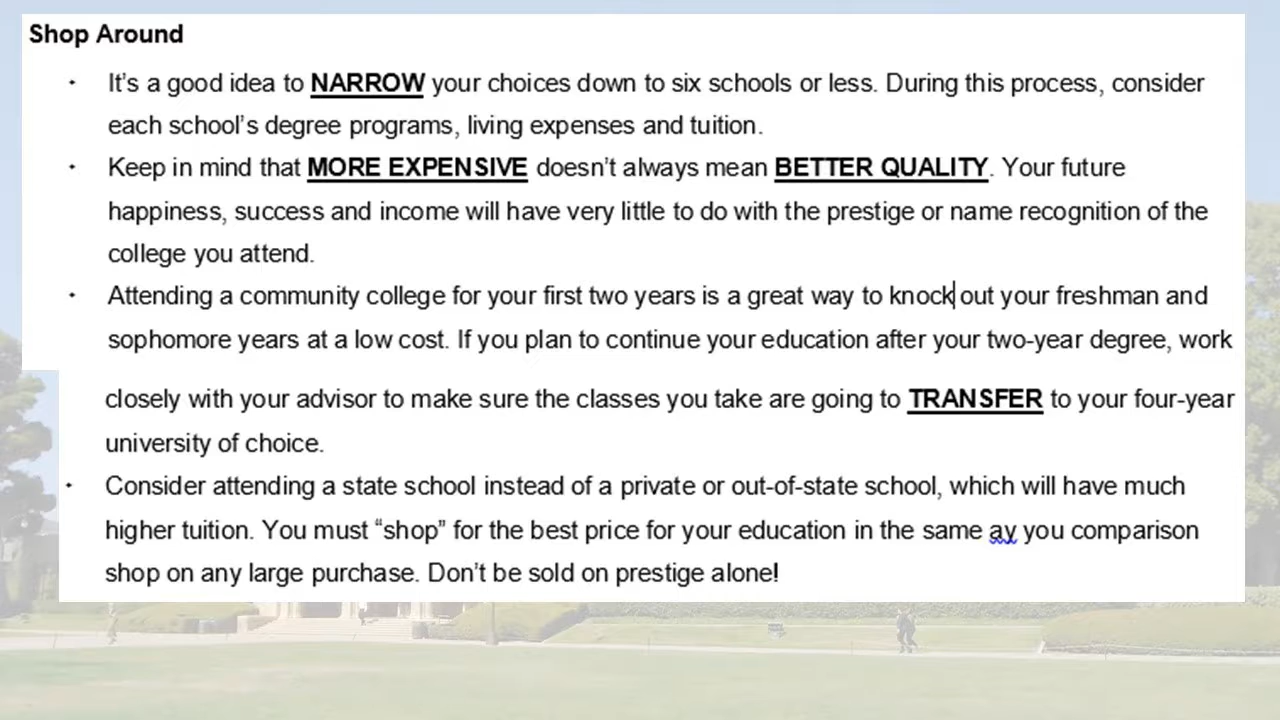 Shop Around
· It's a good idea to NARROW your choices down to six schools or less. During this process, consider
each school's degree programs, living expenses and tuition.
· Keep in mind that MORE EXPENSIVE doesn't always mean BETTER QUALITY. Your future
happiness, success and income will have very little to do with the prestige or name recognition of the
college you attend.
· Attending a community college for your first two years is a great way to knock out your freshman and
sophomore years at a low cost. If you plan to continue your education after your two-year degree, work
closely with your advisor to make sure the classes you take are going to TRANSFER to your four-year
university of choice.
· Consider attending a state school instead of a private or out-of-state school, which will have much
higher tuition. You must “shop” for the best price for your education in the same ay you comparison
shop on any large purchase. Don't be sold on prestige alone!